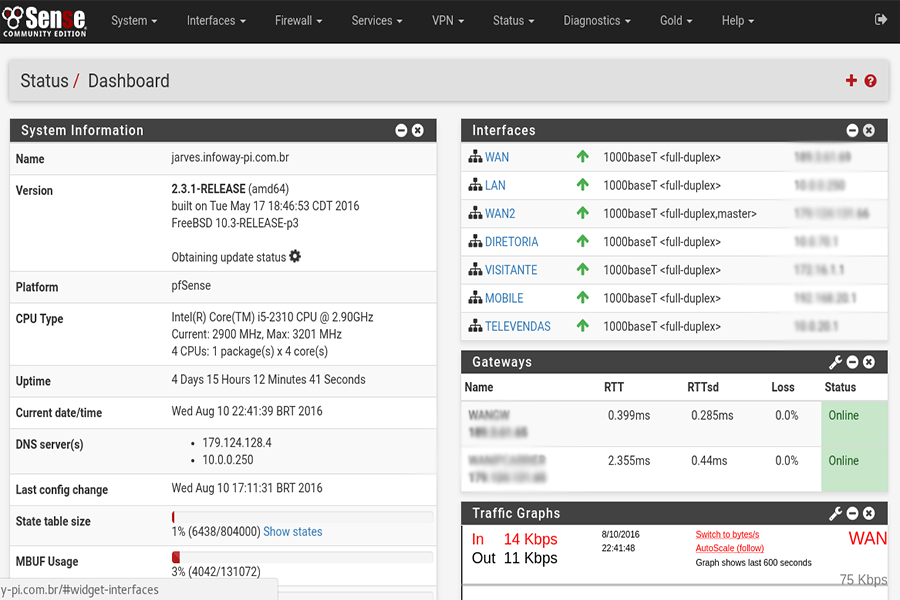 Sense
COMMUNITY EDITION
System
Interfaces
Firewall
Services
VPN
Status
Diagnostics
Gold
Help
Status / Dashboard
System Information
Name jarves.infoway-pi.com.br
Version 2.3.1-RELEASE (amd64)
built on Tue May 17 18:46:53 CDT 2016
FreeBSD 10.3-RELEASE-p3
Obtaining update status
Platform pfSense
CPU Type Intel(R) Core(TM) i5-2310 CPU @ 2.90GHz
Current: 2900 MHz, Max: 3201 MHz
4 CPUs: 1 package(s) x 4 core(s)
Uptime 4 Days 15 Hours 12 Minutes 41 Seconds
Current date/time Wed Aug 10 22:41:39 BRT 2016
DNS server(s) • 179.124.128.4
• 10.0.0.250
Last config change Wed Aug 10 17:11:31 BRT 2016
State table size
1% (6438/804000) Show states
MBUF Usage
3% (4042/131072)
y-pi.com.br/#widget-interfaces
Interfaces
WAN 1000baseT <full-duplex>
LAN 1000baseT <full-duplex>
WAN2 1000baseT <full-duplex,master>
DIRETORIA 1000baseT <full-duplex>
VISITANTE 1000baseT <full-duplex>
MOBILE 1000baseT <full-duplex>
TELEVENDAS 1000baseT <full-duplex>
Gateways
Name RTT RTTsd Loss Status
0.399ms 0.285ms 0.0% Online
2.355ms 0.44ms 0.0% Online
Traffic Graphs
In 14 Kbps
Out 11 Kbps
8/10/2016
22:41:48
Switch to bytes/s
AutoScale (follow)
Graph shows last 600 seconds
WAN
75 Kbps